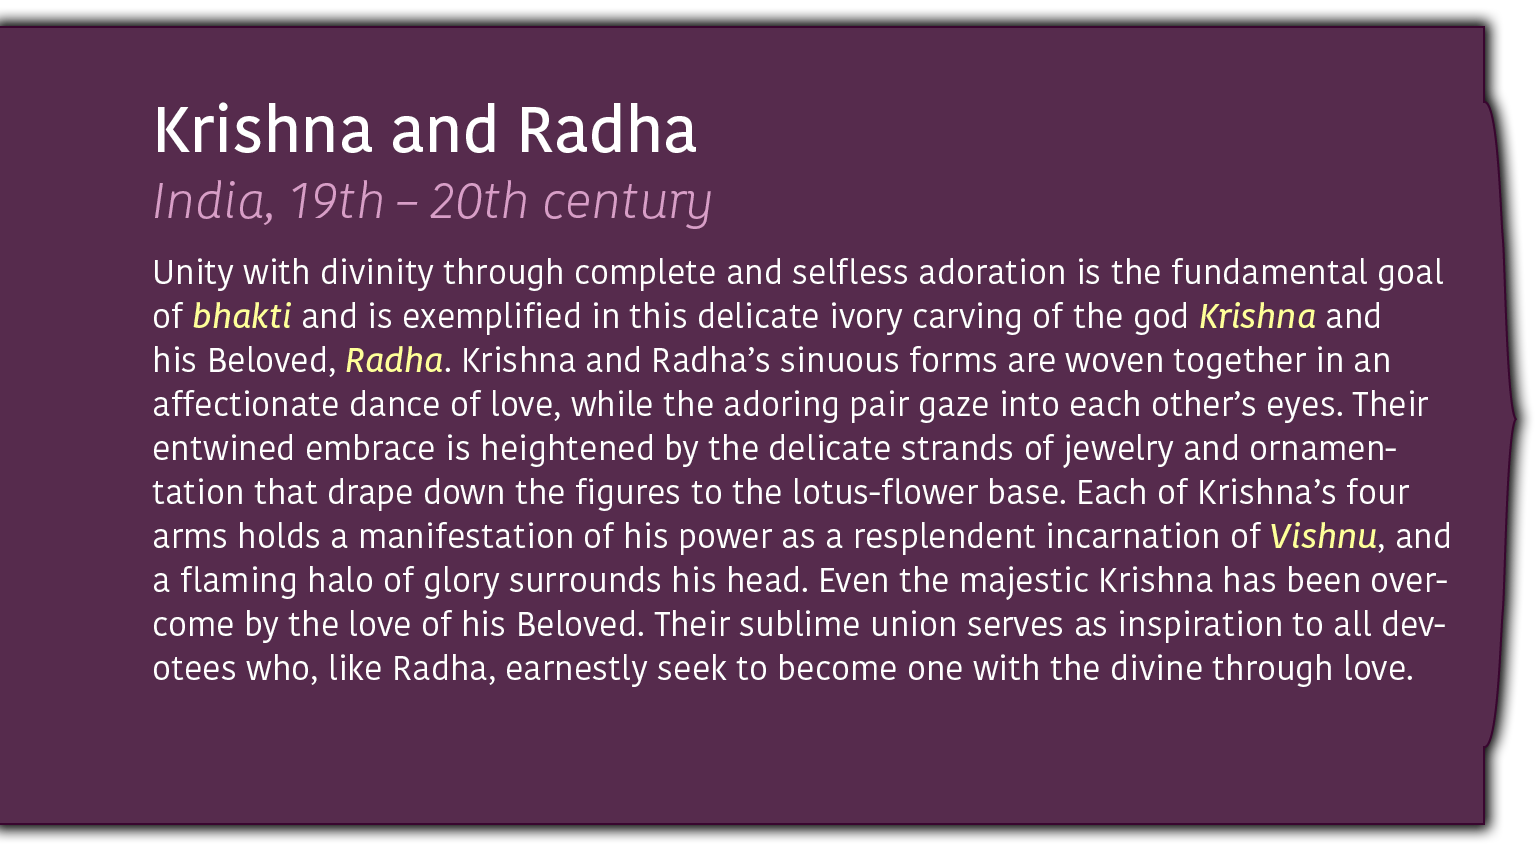 Krishna and Radha
India, 19th – 20th century
Unity with divinity through complete and selfless adoration is the fundamental goal
of bhakti and is exemplified in this delicate ivory carving of the god Krishna and
his Beloved, Radha. Krishna and Radha’s sinuous forms are woven together in an
affectionate dance of love, while the adoring pair gaze into each other’s eyes. Their
entwined embrace is heightened by the delicate strands of jewelry and ornamen-
tation that drape down the figures to the lotus-flower base. Each of Krishna’s four
arms holds a manifestation of his power as a resplendent incarnation of Vishnu, and
a flaming halo of glory surrounds his head. Even the majestic Krishna has been over-
come by the love of his Beloved. Their sublime union serves as inspiration to all dev-
otees who, like Radha, earnestly seek to become one with the divine through love.